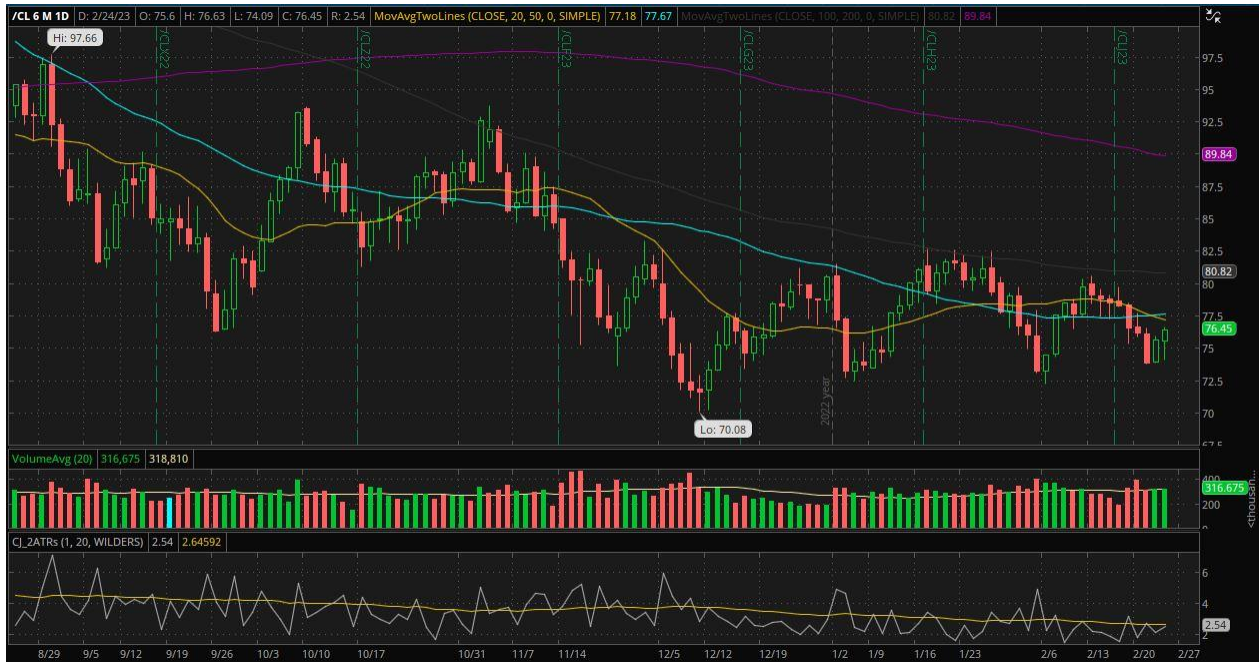 /CL 6 M 1D D: 2/24/23 O: 75.6 H: 76.63 L: 74.09 C: 76.45 R: 2.54 MovAvgTwoLines (CLOSE, 20, 50, 0, SIMPLE) 77.18 77.67 MovAvgTwoLines (CLOSE, 100, 200, 0, SIMPLE) 80.82 89.84
Hi: 97.66
/CLX22
/CLZ22
/CLF23
/CLG23
/CLH23
/CLJ23
97.5
95
92.5
89.84
87.5
85
82.5
80.82
80
77.5
76.45
75
72.5
70
67.5
2022 year
Lo: 70.08
VolumeAvg (20) 316,675 318,810
400
316.675
200
0
<thousan...
CJ_2ATRs (1, 20, WILDERS) 2.54 2.64592
6
4
2.54
2
8/29 9/5 9/12 9/19 9/26 10/3 10/10 10/17 10/31 11/7 11/14 12/5 12/12 12/19 1/2 1/9 1/16 1/23 2/6 2/13 2/20 2/27